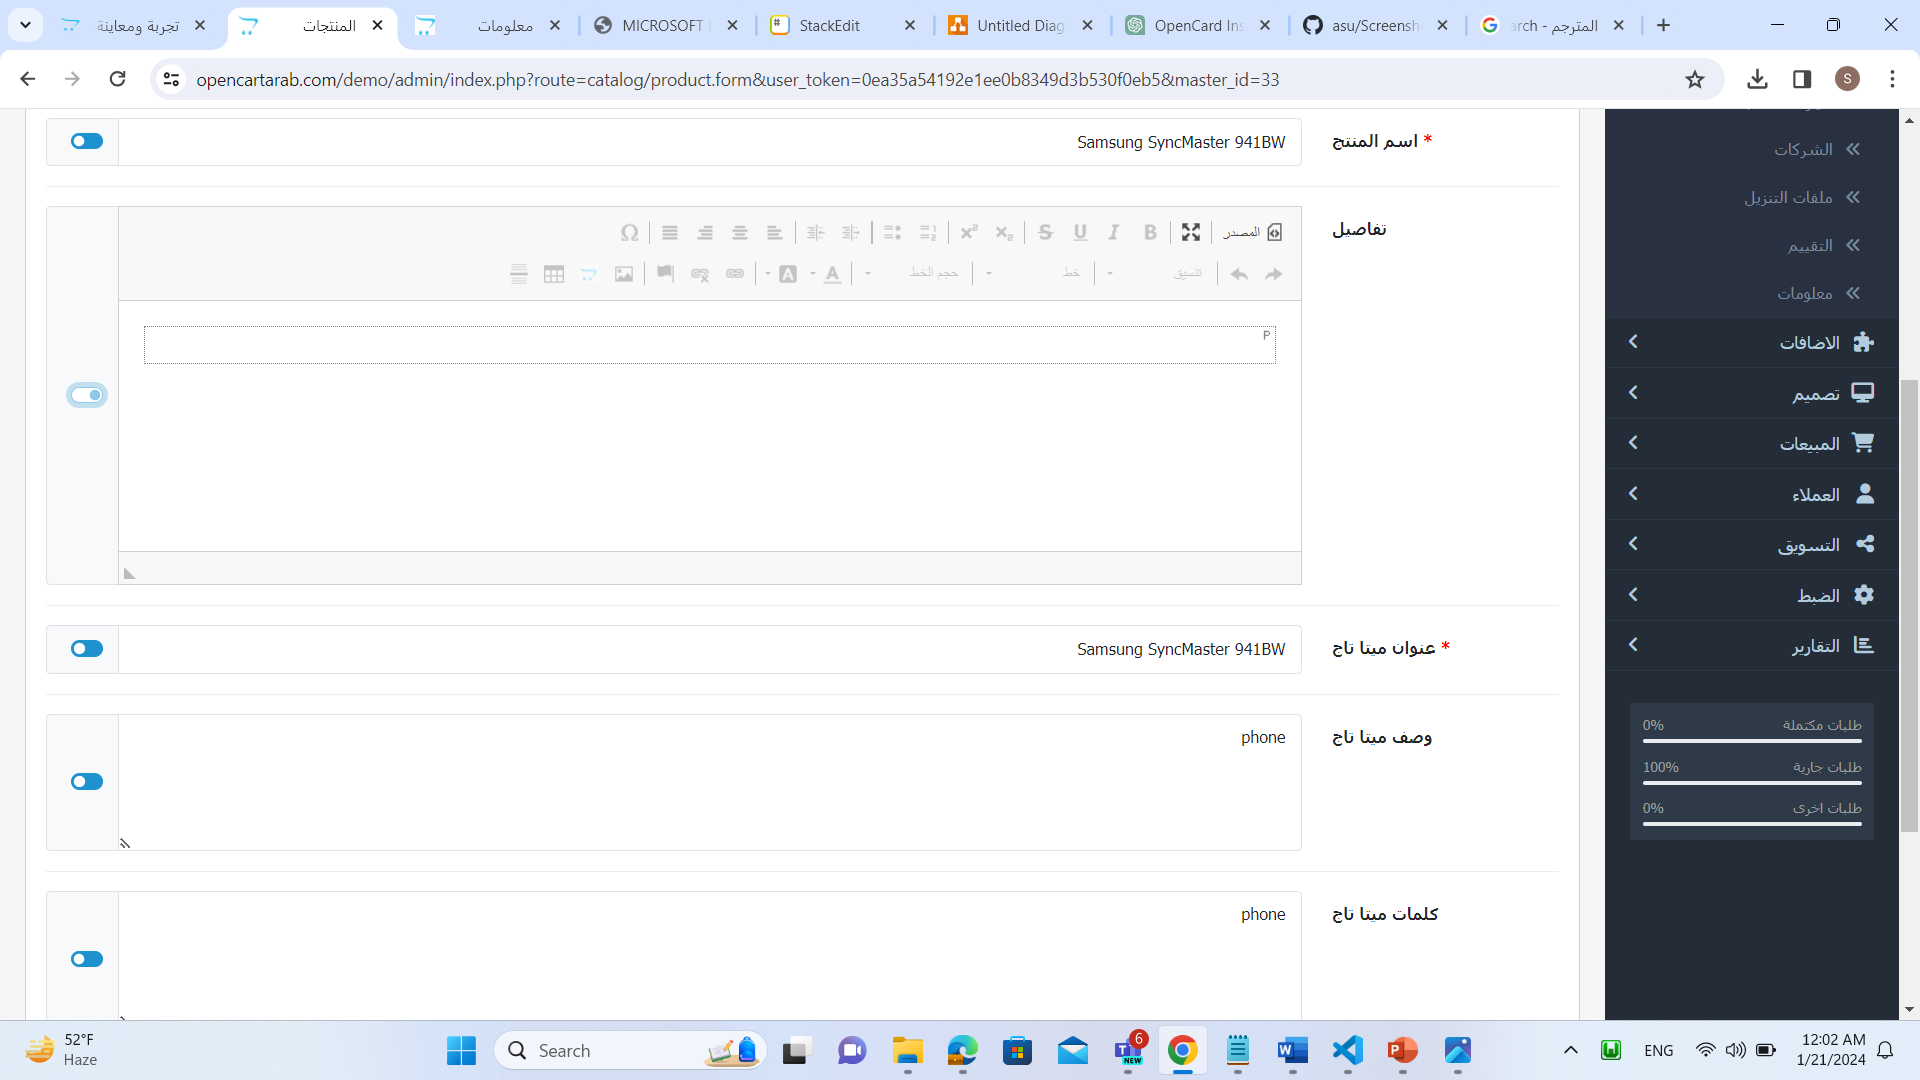 تجربة ومعاينة
المنتجات
معلومات
MICROSOFT
StackEdit
Untitled Diag
OpenCard Ins
asu/Screensh
المترجم - arch
opencartarab.com/demo/admin/index.php?route=catalog/product.form&user_token=0ea35a54192e1ee0b8349d3b530f0eb5&master_id=33
S
* اسم المنتج
Samsung SyncMaster 941BW
تفاصيل
المصدر
تنسيق
خط
حجم الخط
P
* عنوان ميتا تاج
Samsung SyncMaster 941BW
وصف ميتا تاج
phone
كلمات ميتا تاج
phone
الشركات
ملفات التنزيل
التقييم
معلومات
الاضافات
تصميم
المبيعات
العملاء
التسويق
الضبط
التقارير
طلبات مكتملة 0%
طلبات جارية 100%
طلبات اخرى 0%
52°F
Haze
Search
6
NEW
ENG
12:02 AM
1/21/2024